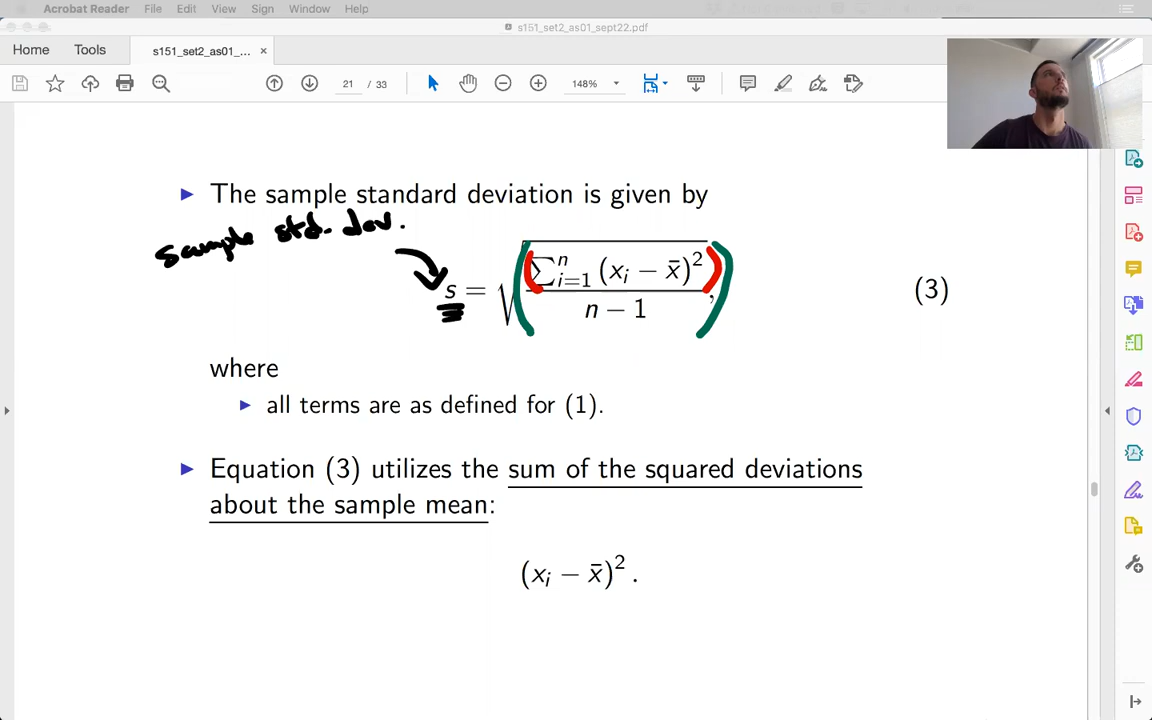 Acrobat Reader File Edit View Sign Window Help
s151_set2_as01_sept22.pdf
Home Tools s151_set2_as01_... ×
21 / 33 148%
▶ The sample standard deviation is given by
sample std. dev.
s = √( ∑ⁿᵢ₌₁ (xᵢ − x̄)² / n − 1 ), (3)
where
▶ all terms are as defined for (1).
▶ Equation (3) utilizes the sum of the squared deviations
about the sample mean:
(xᵢ − x̄)² .